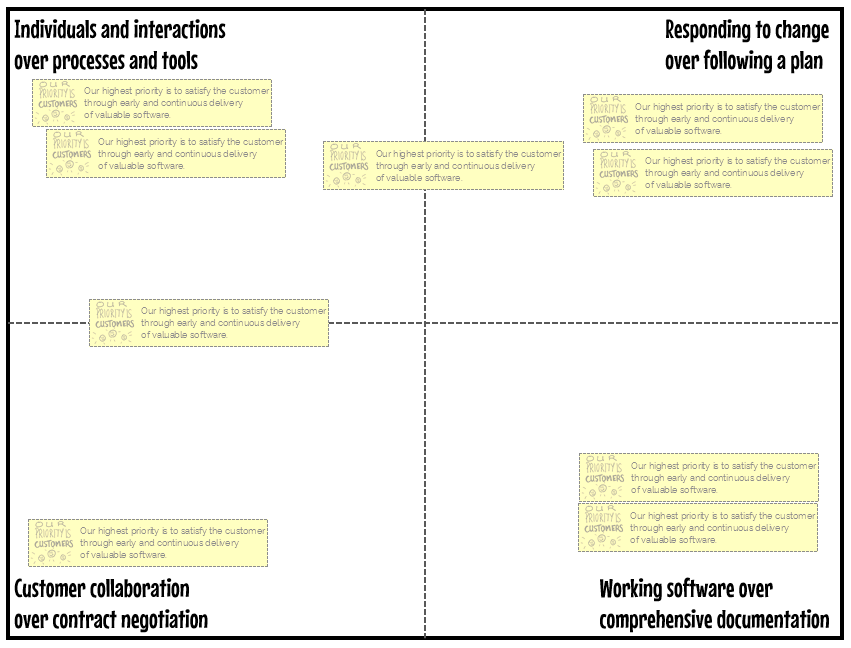 Individuals and interactions
over processes and tools
Responding to change
over following a plan
OUR
PRIORITY IS
CUSTOMERS
Our highest priority is to satisfy the customer
through early and continuous delivery
of valuable software.
OUR
PRIORITY IS
CUSTOMERS
Our highest priority is to satisfy the customer
through early and continuous delivery
of valuable software.
OUR
PRIORITY IS
CUSTOMERS
Our highest priority is to satisfy the customer
through early and continuous delivery
of valuable software.
OUR
PRIORITY IS
CUSTOMERS
Our highest priority is to satisfy the customer
through early and continuous delivery
of valuable software.
OUR
PRIORITY IS
CUSTOMERS
Our highest priority is to satisfy the customer
through early and continuous delivery
of valuable software.
OUR
PRIORITY IS
CUSTOMERS
Our highest priority is to satisfy the customer
through early and continuous delivery
of valuable software.
OUR
PRIORITY IS
CUSTOMERS
Our highest priority is to satisfy the customer
through early and continuous delivery
of valuable software.
OUR
PRIORITY IS
CUSTOMERS
Our highest priority is to satisfy the customer
through early and continuous delivery
of valuable software.
OUR
PRIORITY IS
CUSTOMERS
Our highest priority is to satisfy the customer
through early and continuous delivery
of valuable software.
Customer collaboration
over contract negotiation
Working software over
comprehensive documentation